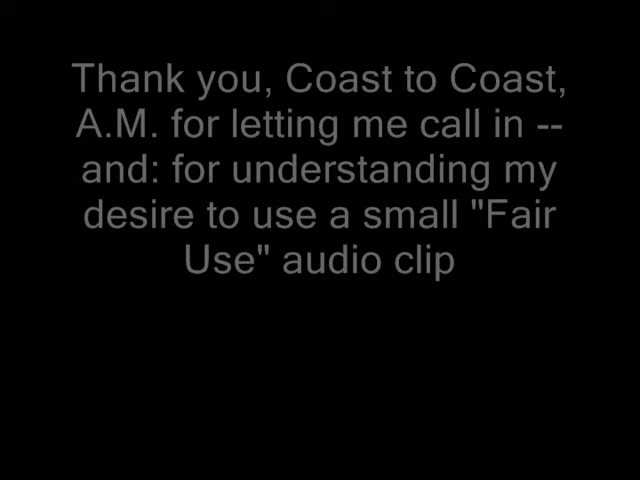 Thank you, Coast to Coast,
A.M. for letting me call in --
and: for understanding my
desire to use a small "Fair
Use" audio clip